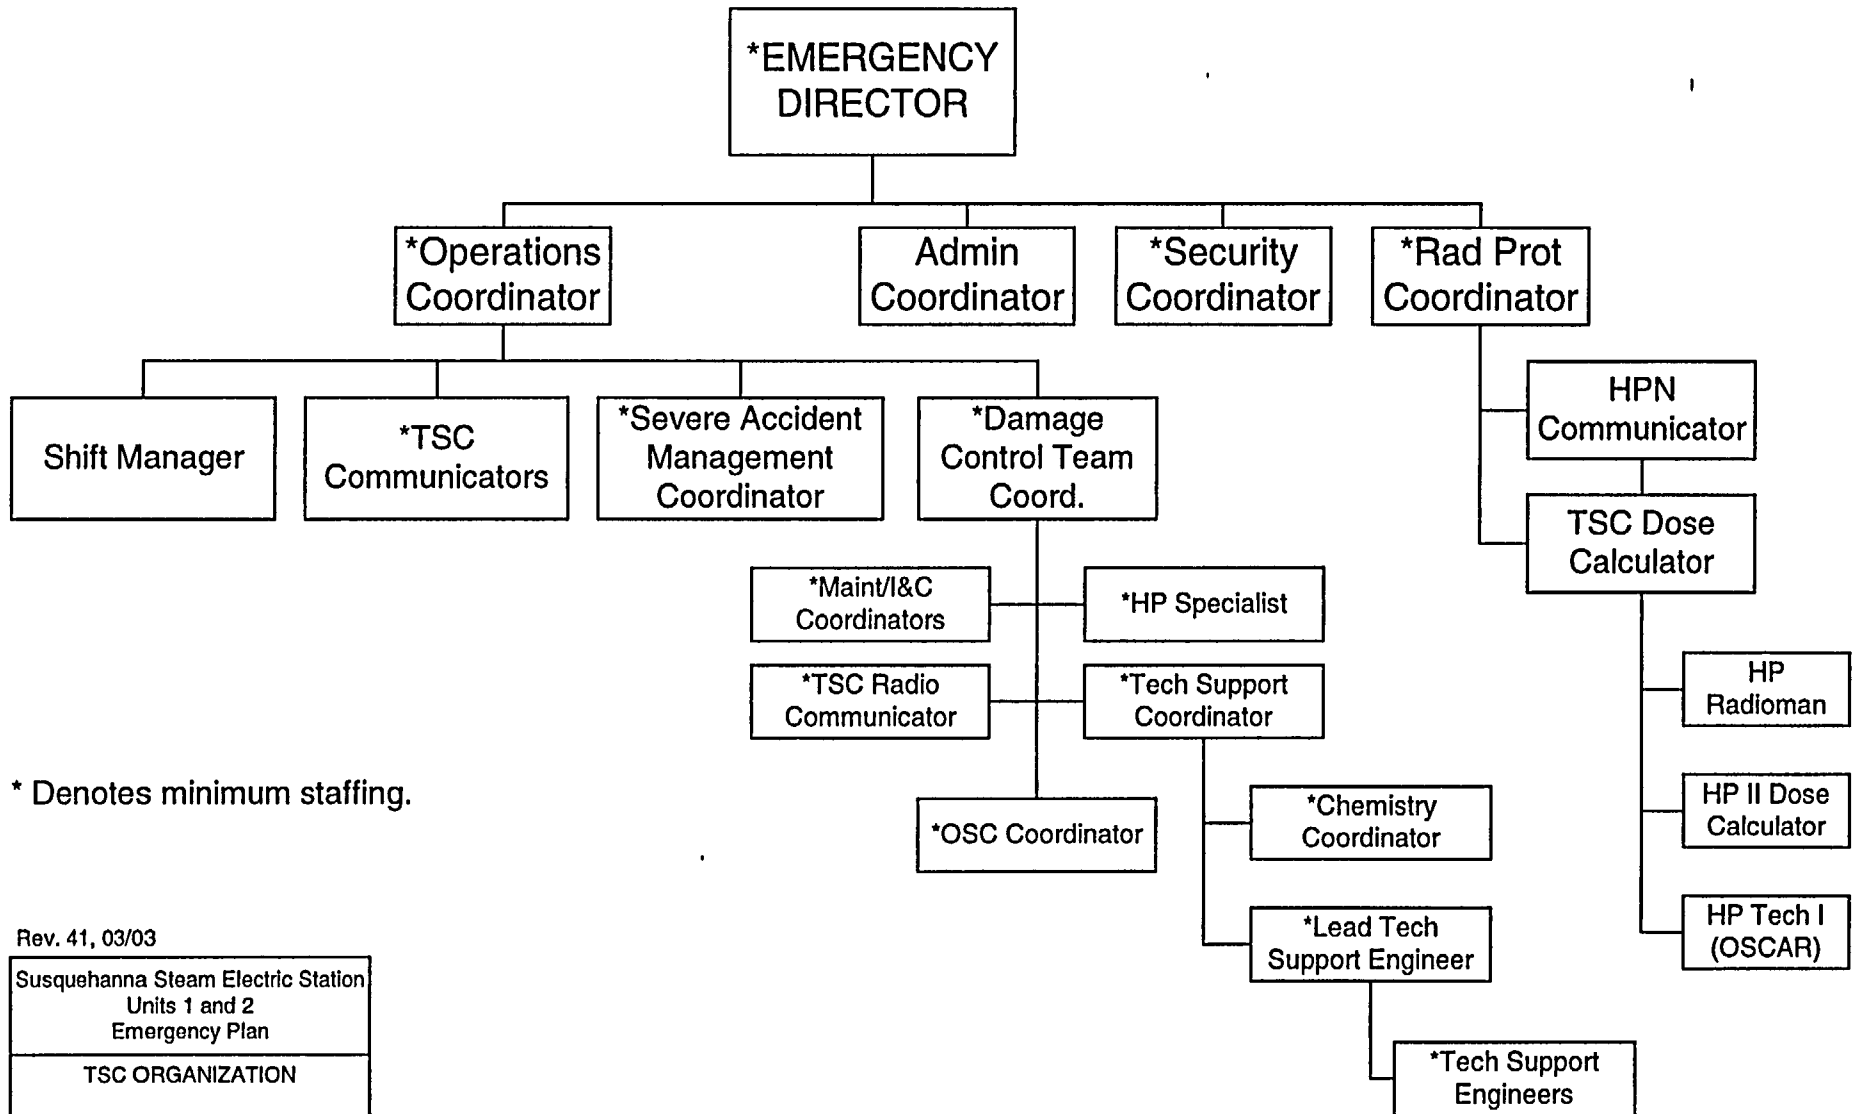 *EMERGENCY
DIRECTOR
*Operations
Coordinator
Admin
Coordinator
*Security
Coordinator
*Rad Prot
Coordinator
Shift Manager
*TSC
Communicators
*Severe Accident
Management
Coordinator
*Damage
Control Team
Coord.
HPN
Communicator
TSC Dose
Calculator
*Maint/I&C
Coordinators
*HP Specialist
*TSC Radio
Communicator
*Tech Support
Coordinator
HP
Radioman
* Denotes minimum staffing.
*OSC Coordinator
*Chemistry
Coordinator
HP II Dose
Calculator
*Lead Tech
Support Engineer
HP Tech I
(OSCAR)
*Tech Support
Engineers
Rev. 41, 03/03
Susquehanna Steam Electric Station
Units 1 and 2
Emergency Plan
TSC ORGANIZATION